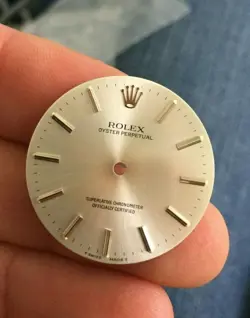 ROLEX
OYSTER PERPETUAL
SUPERLATIVE CHRONOMETER
OFFICIALLY CERTIFIED